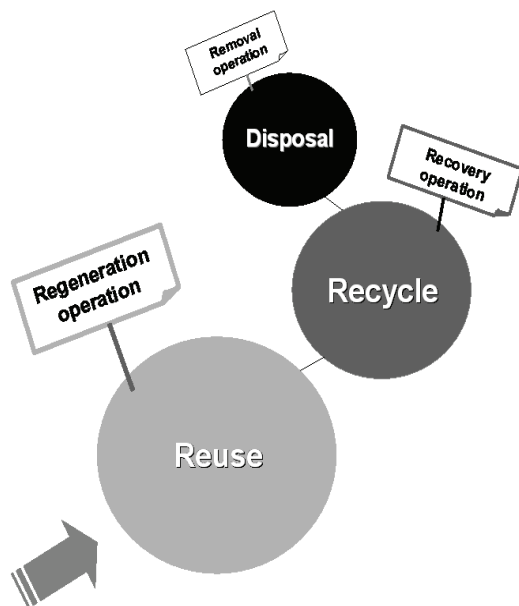 Removal
operation
Disposal
Recovery
operation
Recycle
Regeneration
operation
Reuse